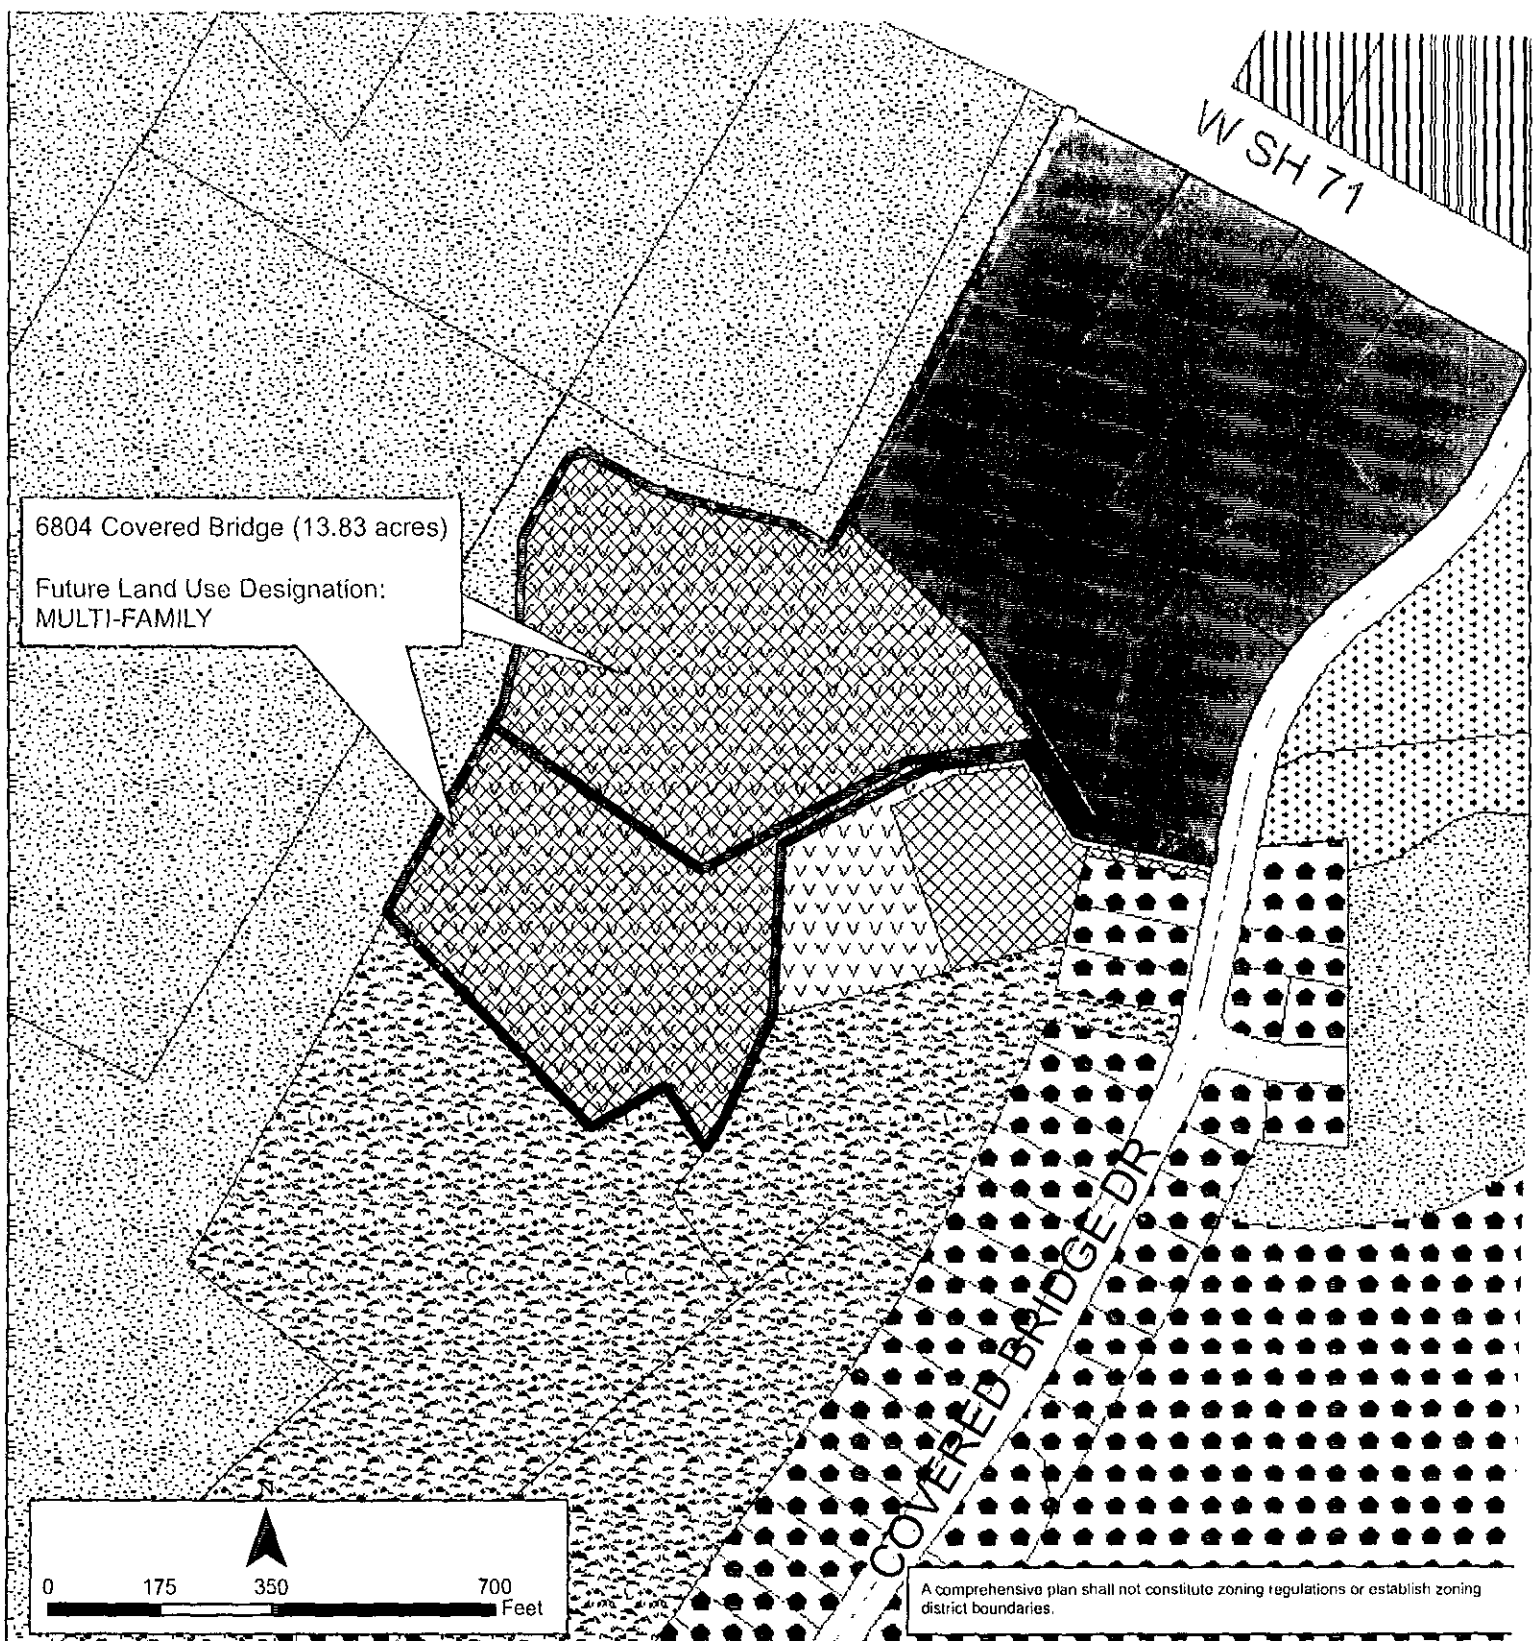 W SH 71
6804 Covered Bridge (13.83 acres)
Future Land Use Designation:
MULTI-FAMILY
COVERED BRIDGE DR
N
0 175 350 700
Feet
A comprehensive plan shall not constitute zoning regulations or establish zoning
district boundaries.